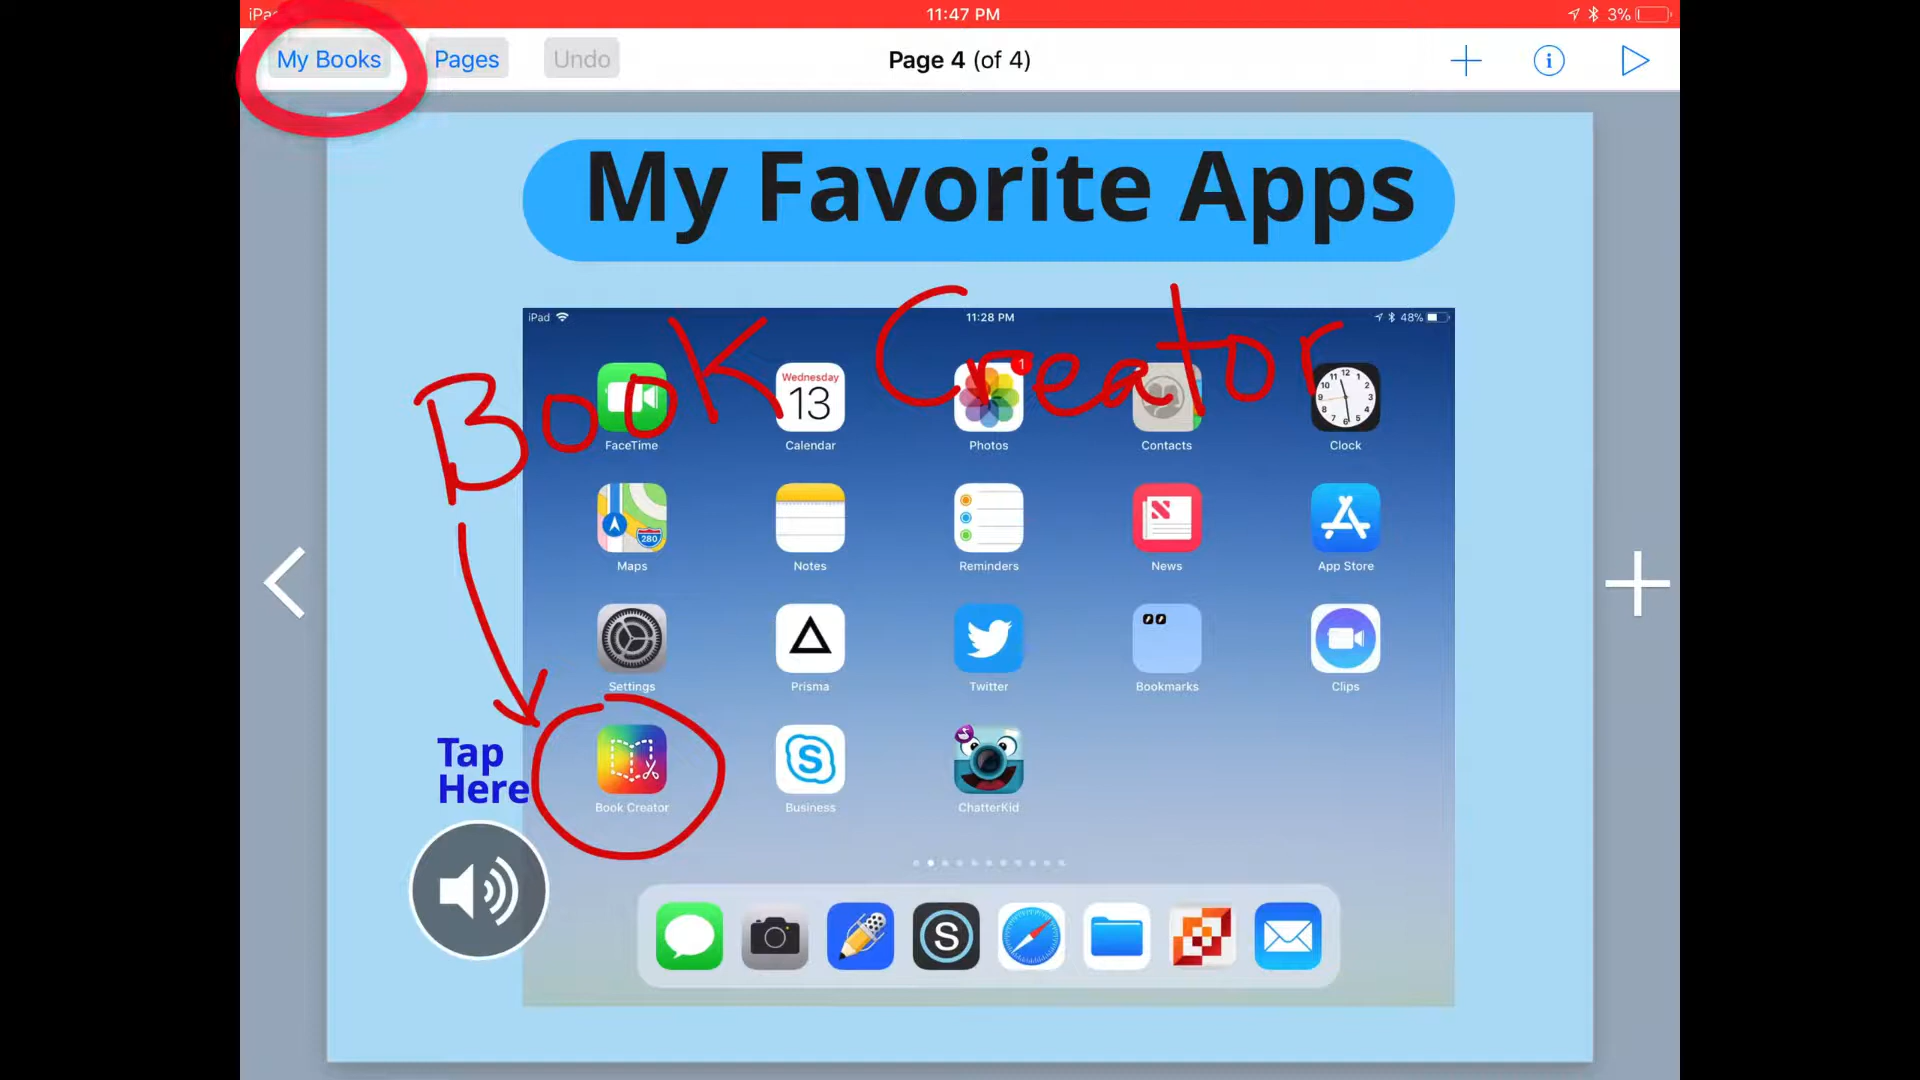 iPa
11:47 PM
3%
My Books
Pages
Undo
Page 4 (of 4)
My Favorite Apps
iPad
11:28 PM
48%
Book Creator
Wednesday
13
1
FaceTime
Calendar
Photos
Contacts
Clock
280
Maps
Notes
Reminders
News
App Store
Settings
Prisma
Twitter
Bookmarks
Clips
Tap
Here
Book Creator
Business
ChatterKid